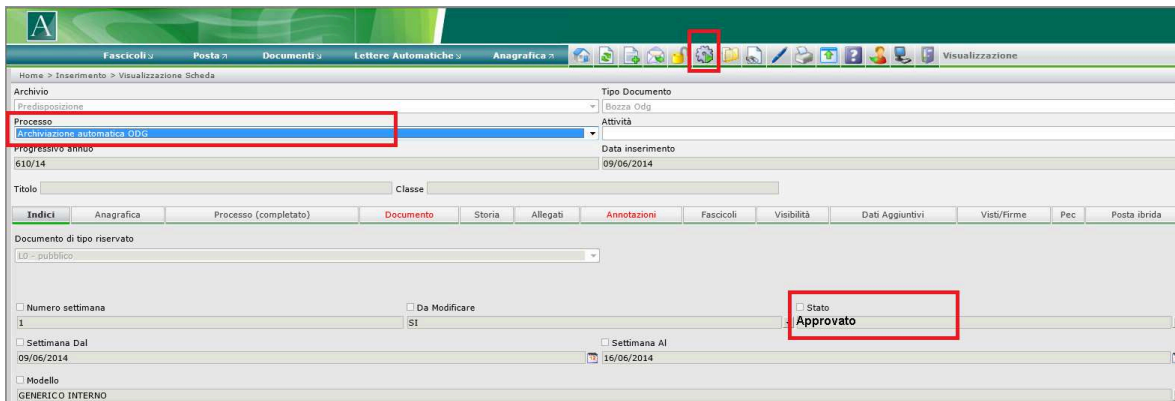 A
Fascicoli Posta Documenti Lettere Automatiche Anagrafica ? Visualizzazione
Home > Inserimento > Visualizzazione Scheda
Archivio Tipo Documento
Predisposizione Bozza Odg
Processo Attività
Archiviazione automatica ODG
Progressivo annuo Data inserimento
610/14 09/06/2014
Titolo Classe
Indici Anagrafica Processo (completato) Documento Storia Allegati Annotazioni Fascicoli Visibilità Dati Aggiuntivi Visti/Firme Pec Posta ibrida
Documento di tipo riservato
L0 - pubblico
Numero settimana Da Modificare Stato
1 SI Approvato
Settimana Dal Settimana Al
09/06/2014 16/06/2014
Modello
GENERICO INTERNO